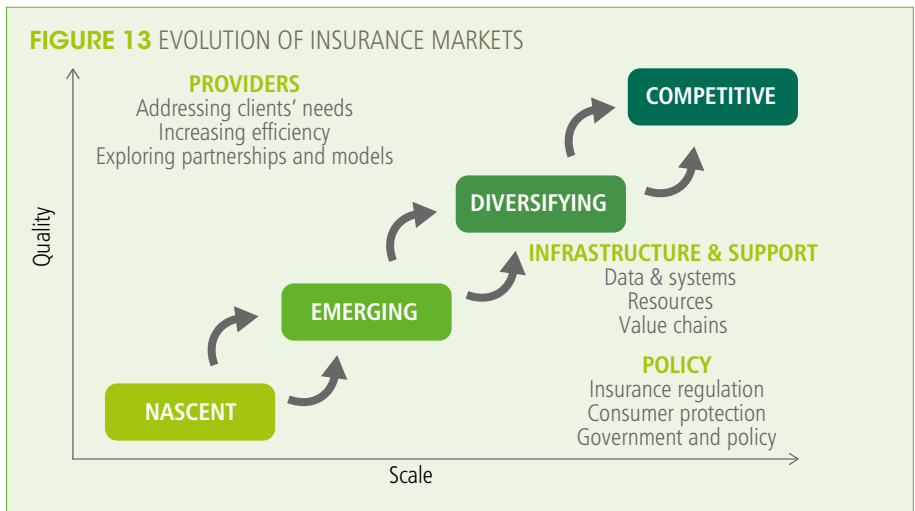 FIGURE 13 EVOLUTION OF INSURANCE MARKETS
PROVIDERS
Addressing clients' needs
Increasing efficiency
Exploring partnerships and models
COMPETITIVE
DIVERSIFYING
INFRASTRUCTURE & SUPPORT
Data & systems
Resources
Value chains
EMERGING
POLICY
Insurance regulation
Consumer protection
Government and policy
NASCENT
Quality
Scale